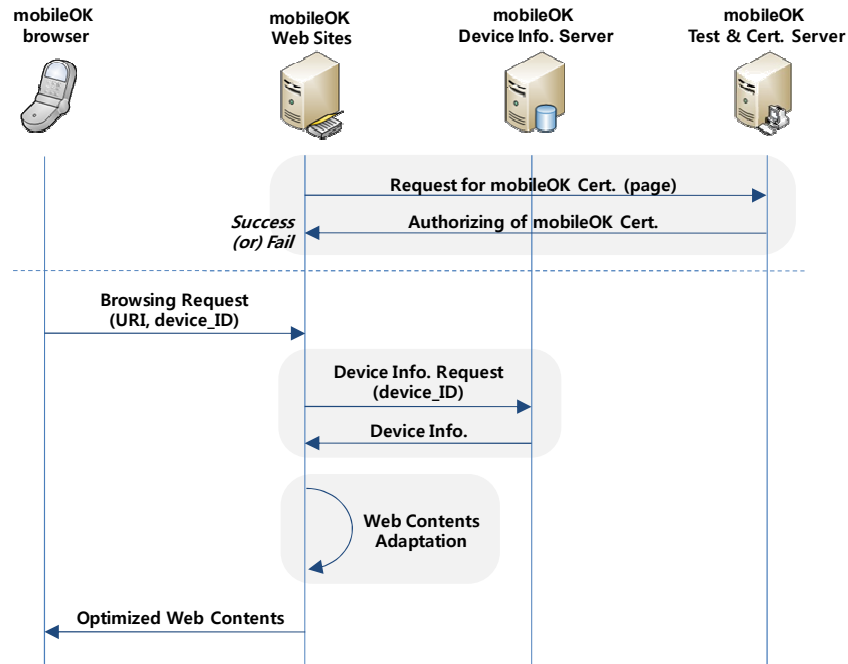 mobileOK
browser
mobileOK
Web Sites
mobileOK
Device Info. Server
mobileOK
Test & Cert. Server
Request for mobileOK Cert. (page)
Authorizing of mobileOK Cert.
Success
(or) Fail
Browsing Request
(URI, device_ID)
Device Info. Request
(device_ID)
Device Info.
Web Contents
Adaptation
Optimized Web Contents